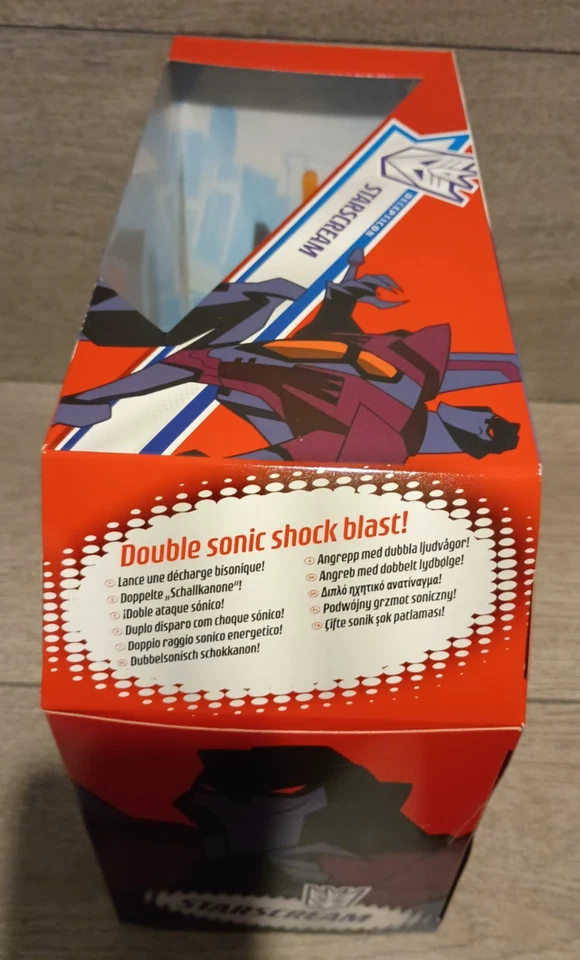 DECEPTICON
STARSCREAM
Double sonic shock blast!
Lance une décharge bisonique!
Doppelte „Schallkanone“!
¡Doble ataque sónico!
Duplo disparo com choque sónico!
Doppio raggio sonico energetico!
Dubbelsonisch schokkanon!
Angrepp med dubbla ljudvågor!
Angreb med dobbelt lydbølge!
Διπλό ηχητικό ανατίναγμα!
Podwójny grzmot soniczny!
Çifte sonik şok patlaması!
STARSCREAM